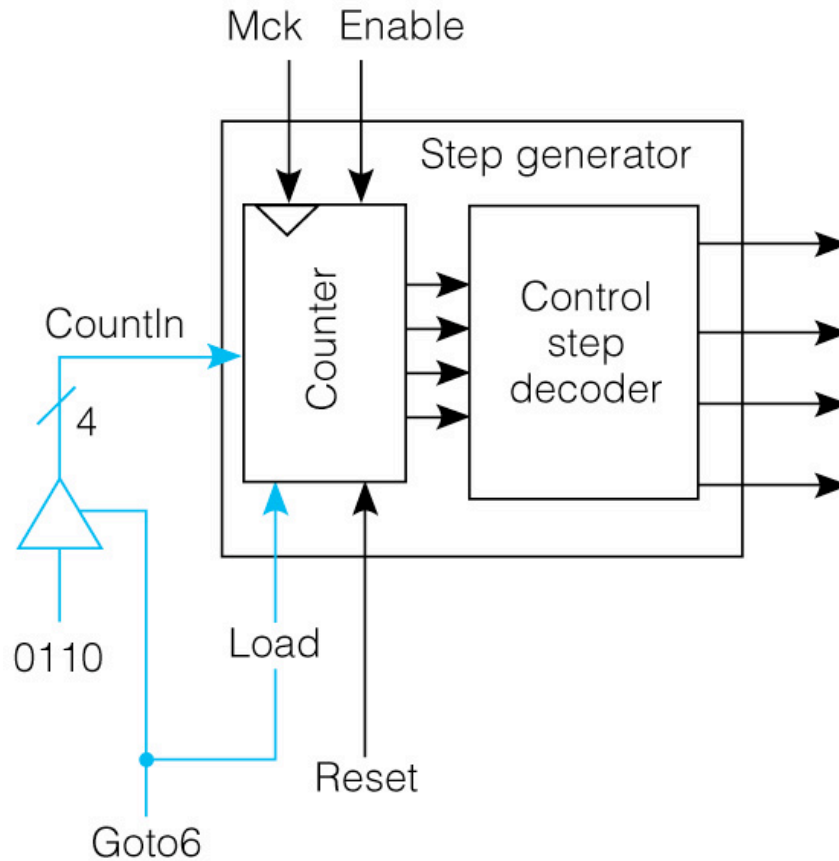 Mck Enable
Step generator
Counter
Control
step
decoder
CountIn
4
0110
Load
Reset
Goto6